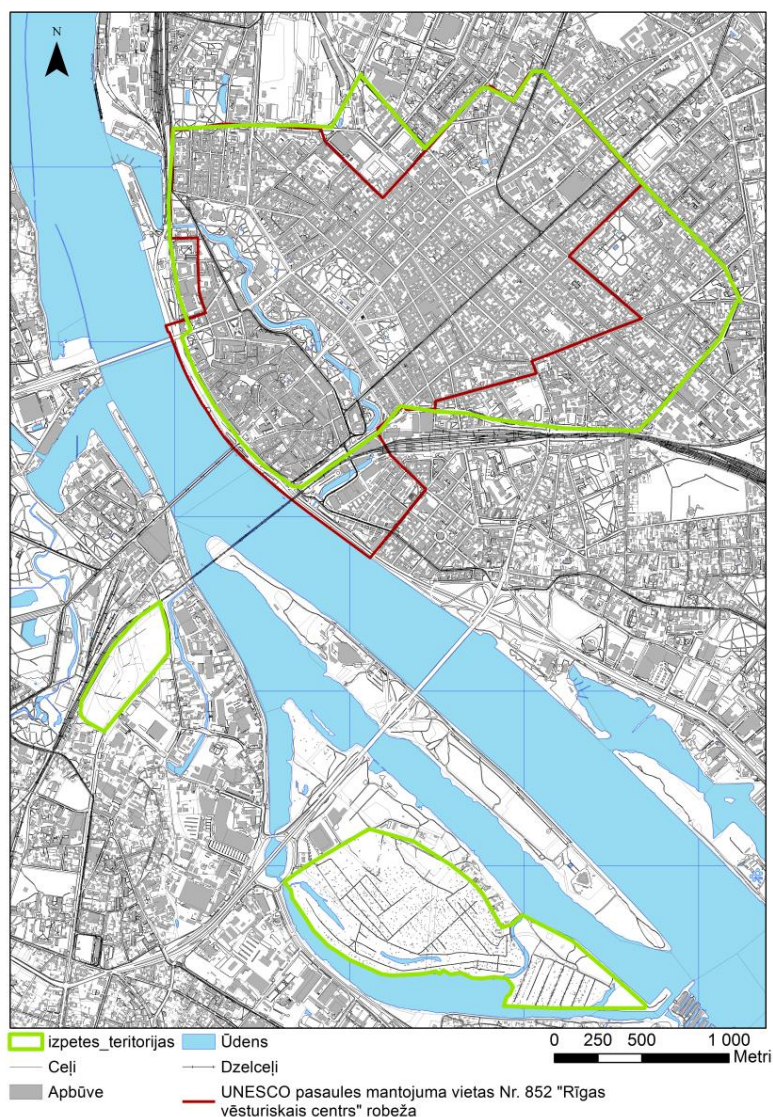 N
izpetes_teritorijas
Ūdens
0 250 500 1 000
Metri
Ceļi
Dzelceļi
Apbūve
UNESCO pasaules mantojuma vietas Nr. 852 "Rīgas
vēsturiskais centrs" robeža